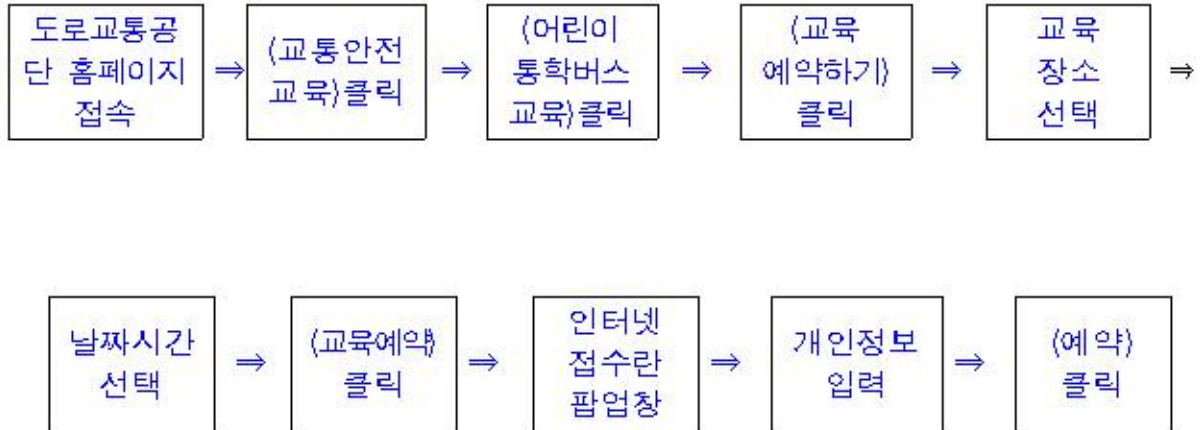 도로교통공
단 홈페이지
접속
⇒
(교통안전
교육)클릭
⇒
(어린이
통학버스
교육)클릭
⇒
(교육
예약하기)
클릭
⇒
교육
장소
선택
⇒
날짜시간
선택
⇒
(교육예약)
클릭
⇒
인터넷
접수란
팝업창
⇒
개인정보
입력
⇒
(예약)
클릭